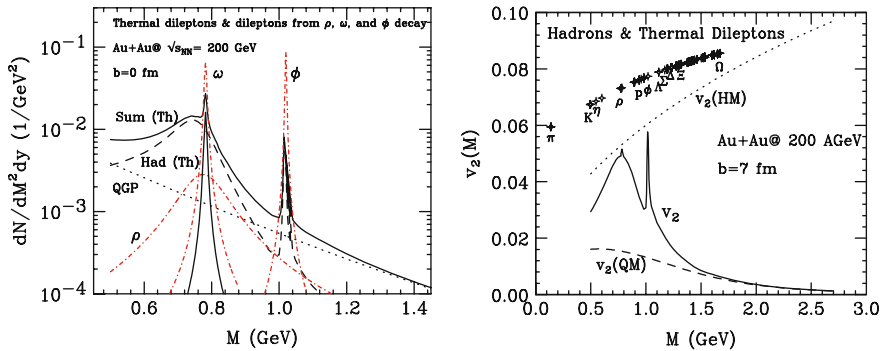 Thermal dileptons & dileptons from ρ, ω, and ϕ decay
Au+Au@ √sNN= 200 GeV
b=0 fm
ω
ϕ
Sum (Th)
Had (Th)
QGP
ρ
dN/dM²dy (1/GeV²)
10⁻¹
10⁻²
10⁻³
10⁻⁴
0.6 0.8 1.0 1.2 1.4
M (GeV)
Hadrons & Thermal Dileptons
π K η ρ p ϕ Λ Σ Δ Ξ Ω
v₂(HM)
Au+Au@ 200 AGeV
b=7 fm
v₂
v₂(QM)
v₂(M)
0.10
0.08
0.06
0.04
0.02
0.00
0.0 0.5 1.0 1.5 2.0 2.5 3.0
M (GeV)